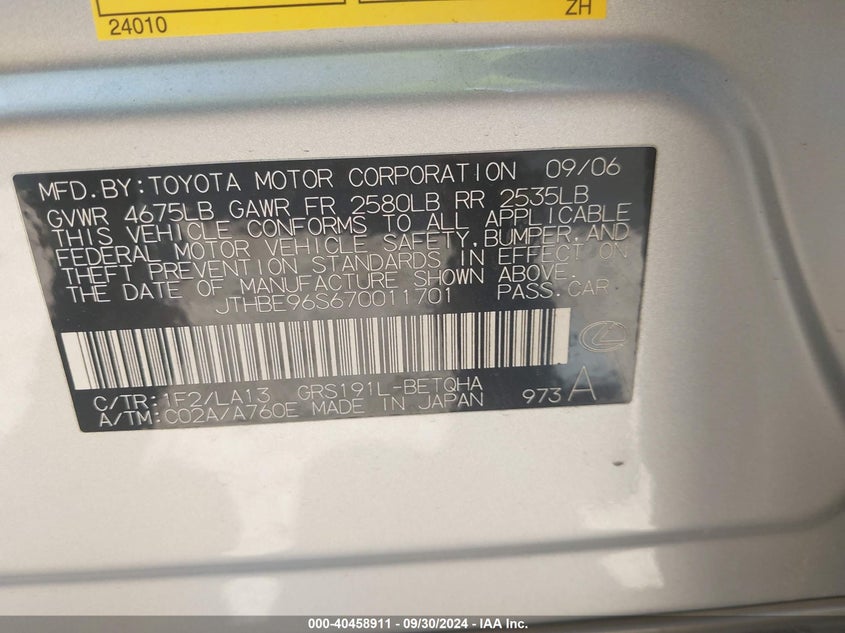 24010 ZH
MFD. BY: TOYOTA MOTOR CORPORATION 09/06
GVWR 4675LB GAWR FR 2580LB RR 2535LB
THIS VEHICLE CONFORMS TO ALL APPLICABLE
FEDERAL MOTOR VEHICLE SAFETY, BUMPER, AND
THEFT PREVENTION STANDARDS IN EFFECT ON
THE DATE OF MANUFACTURE SHOWN ABOVE.
JTHBE96S670011701 PASS. CAR
C/TR: 1F2/LA13 GRS191L-BETQHA
A/TM: C02A/A760E MADE IN JAPAN 973 A
000-40458911 - 09/30/2024 - IAA Inc.